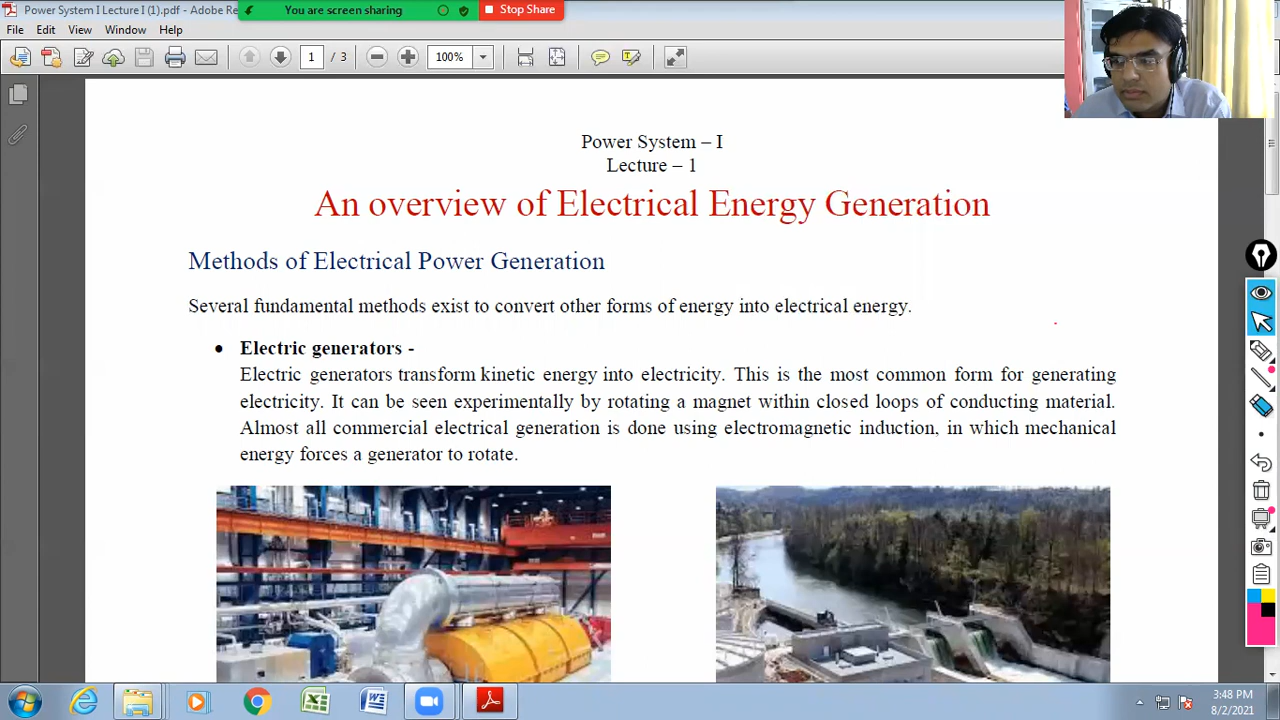 Power System I Lecture I (1).pdf - Adobe Re
You are screen sharing
Stop Share
File Edit View Window Help
1 / 3 100%
Power System – I
Lecture – 1
An overview of Electrical Energy Generation
Methods of Electrical Power Generation
Several fundamental methods exist to convert other forms of energy into electrical energy.
• Electric generators -
Electric generators transform kinetic energy into electricity. This is the most common form for generating
electricity. It can be seen experimentally by rotating a magnet within closed loops of conducting material.
Almost all commercial electrical generation is done using electromagnetic induction, in which mechanical
energy forces a generator to rotate.
3:48 PM
8/2/2021